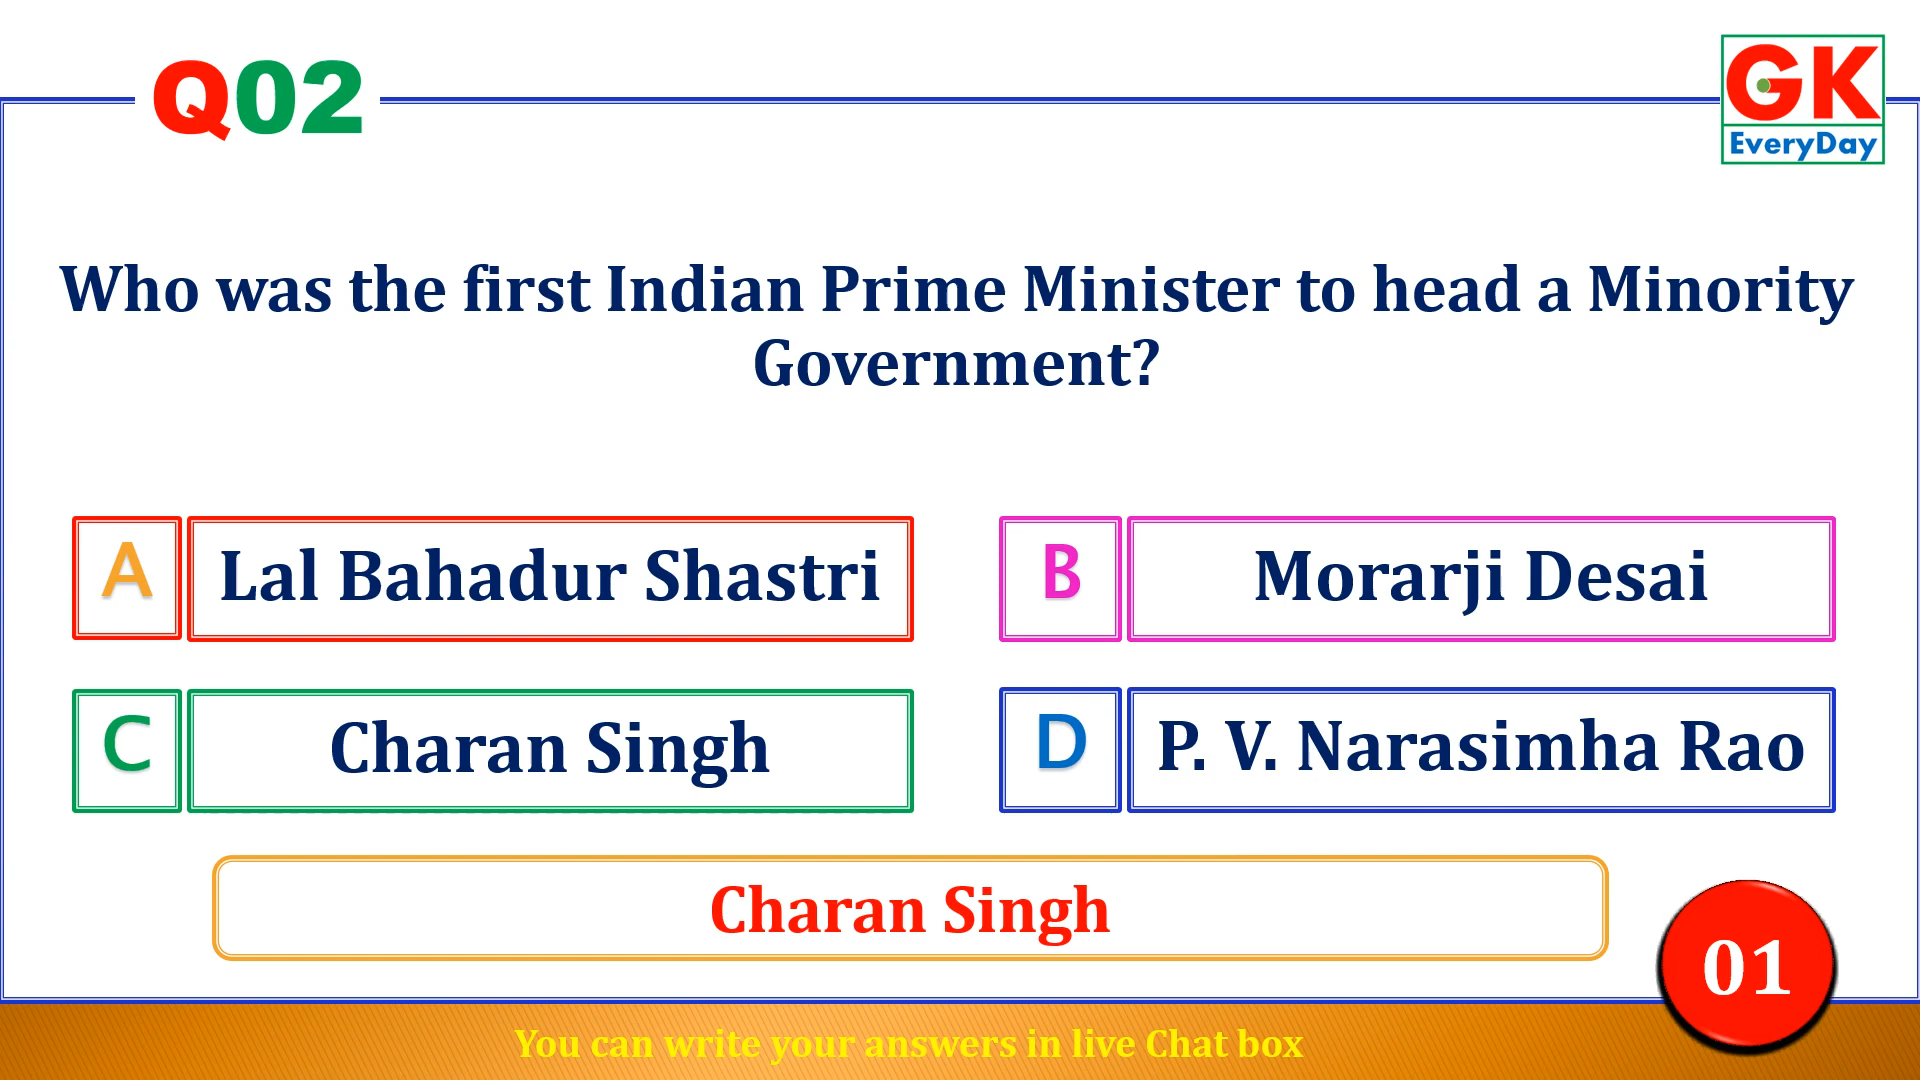 Q02
GK
EveryDay
Who was the first Indian Prime Minister to head a Minority
Government?
A
Lal Bahadur Shastri
B
Morarji Desai
C
Charan Singh
D
P. V. Narasimha Rao
Charan Singh
01
You can write your answers in live Chat box